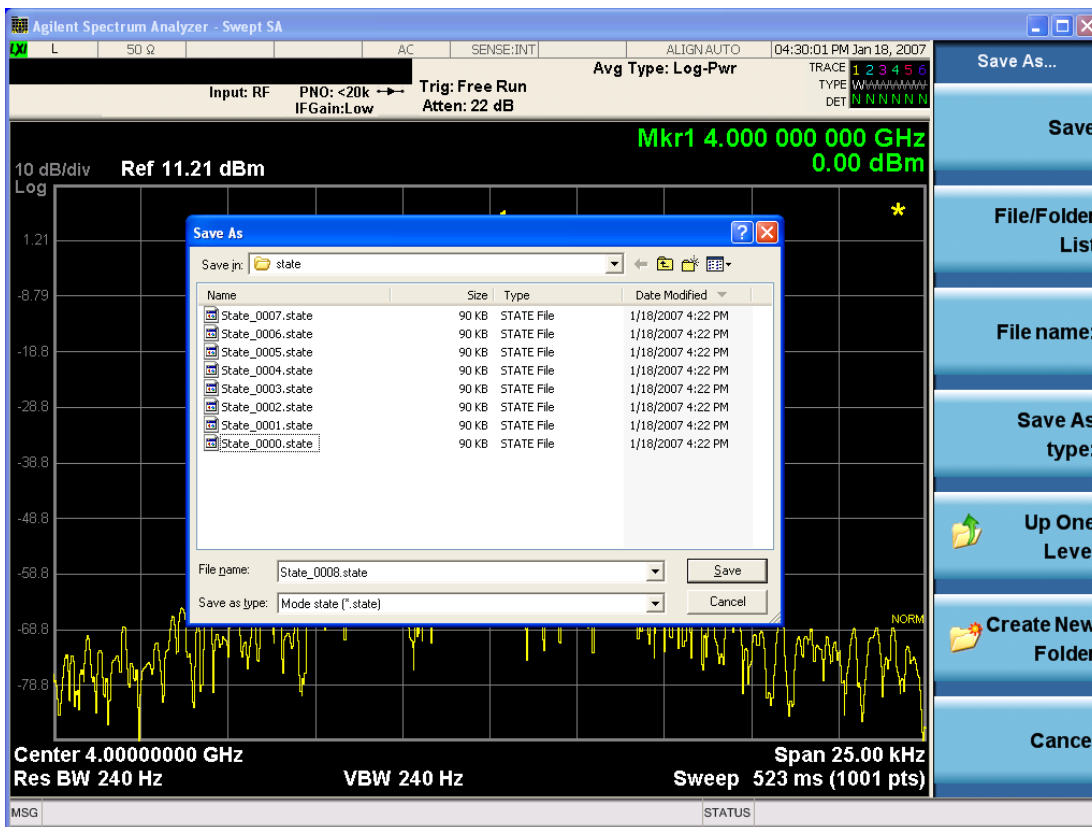 Agilent Spectrum Analyzer - Swept SA
LXI L 50 Ω AC SENSE:INT ALIGN AUTO 04:30:01 PM Jan 18, 2007
Input: RF PNO: <20k Trig: Free Run Avg Type: Log-Pwr TRACE 1 2 3 4 5 6
IFGain:Low Atten: 22 dB TYPE WWWWWW
DET N N N N N N
Mkr1 4.000 000 000 GHz
0.00 dBm
10 dB/div Ref 11.21 dBm
Log
1.21
-8.79
-18.8
-28.8
-38.8
-48.8
-58.8
-68.8
-78.8
NORM
Save As
Save in: state
Name Size Type Date Modified
State_0007.state 90 KB STATE File 1/18/2007 4:22 PM
State_0006.state 90 KB STATE File 1/18/2007 4:22 PM
State_0005.state 90 KB STATE File 1/18/2007 4:22 PM
State_0004.state 90 KB STATE File 1/18/2007 4:22 PM
State_0003.state 90 KB STATE File 1/18/2007 4:22 PM
State_0002.state 90 KB STATE File 1/18/2007 4:22 PM
State_0001.state 90 KB STATE File 1/18/2007 4:22 PM
State_0000.state 90 KB STATE File 1/18/2007 4:22 PM
File name: State_0008.state Save
Save as type: Mode state (*.state) Cancel
Center 4.00000000 GHz Span 25.00 kHz
Res BW 240 Hz VBW 240 Hz Sweep 523 ms (1001 pts)
MSG STATUS
Save As...
Save
File/Folder
List
File name:
Save As
type:
Up One
Leve
Create New
Folder
Cance